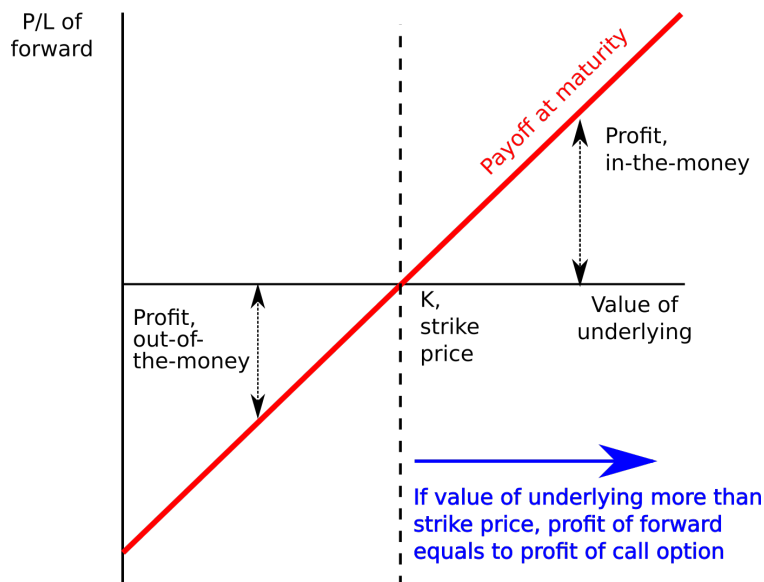 P/L of
forward
Payoff at maturity
Profit,
in-the-money
Profit,
out-of-
the-money
K,
strike
price
Value of
underlying
If value of underlying more than
strike price, profit of forward
equals to profit of call option